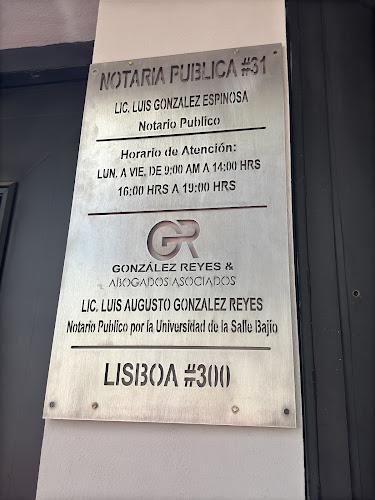 NOTARIA PUBLICA #31
LIC. LUIS GONZALEZ ESPINOSA
Notario Publico
Horario de Atención:
LUN. A VIE. DE 9:00 AM A 14:00 HRS
16:00 HRS A 19:00 HRS
GR
GONZÁLEZ REYES &
ABOGADOS ASOCIADOS
LIC. LUIS AUGUSTO GONZALEZ REYES
Notario Publico por la Universidad de la Salle Bajío
LISBOA #300